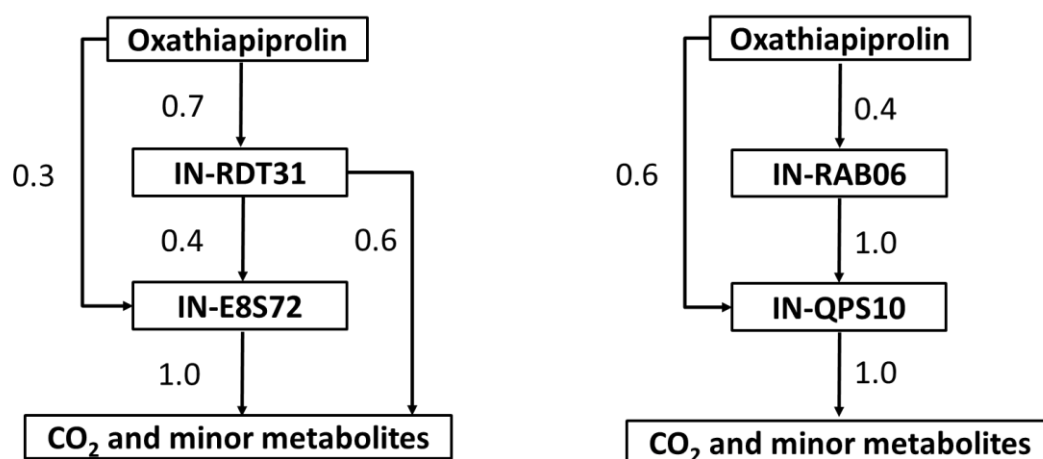 Oxathiapiprolin
0.7
0.3
IN-RDT31
0.4
0.6
IN-E8S72
1.0
CO₂ and minor metabolites
Oxathiapiprolin
0.4
0.6
IN-RAB06
1.0
IN-QPS10
1.0
CO₂ and minor metabolites